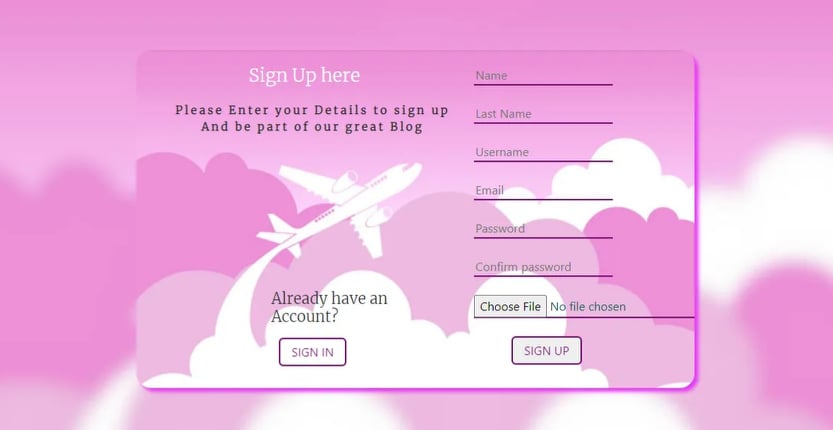 Sign Up here
Please Enter your Details to sign up
And be part of our great Blog
Already have an
Account?
SIGN IN
Name
Last Name
Username
Email
Password
Confirm password
Choose File No file chosen
SIGN UP